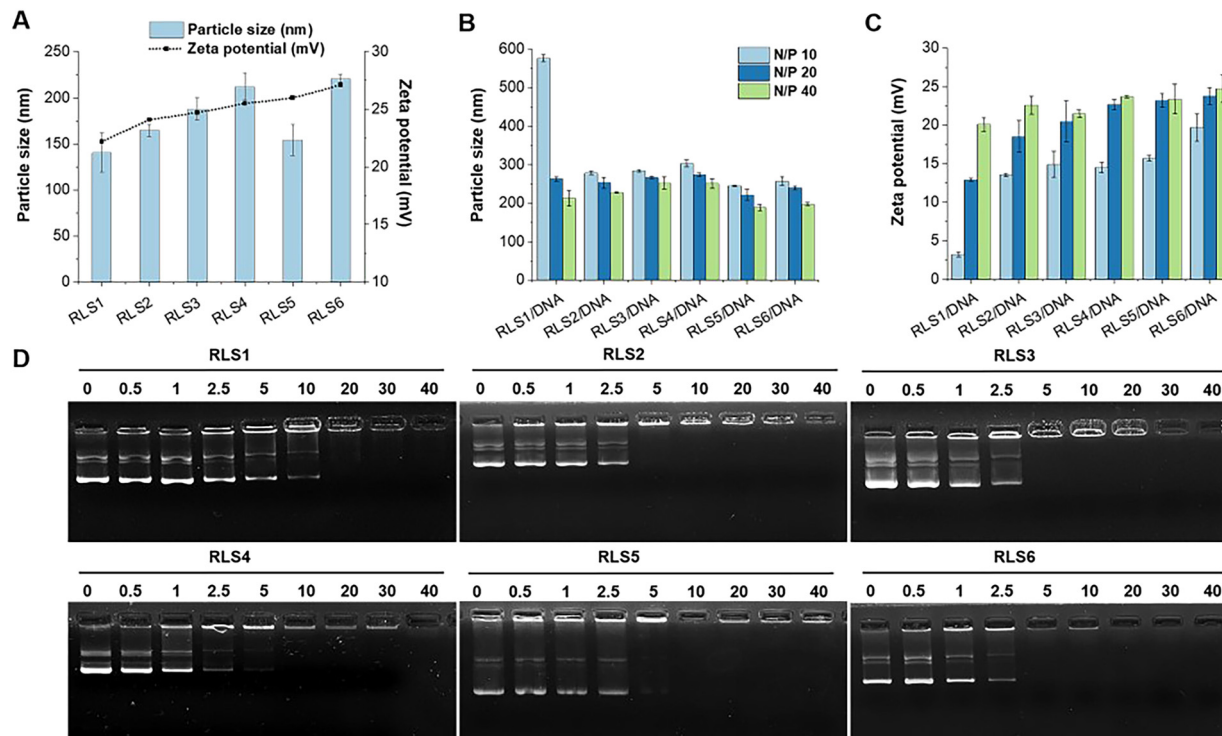 A
Particle size (nm)
Zeta potential (mV)
250
200
150
100
50
0
Particle size (nm)
30
25
20
15
10
Zeta potential (mV)
RLS1
RLS2
RLS3
RLS4
RLS5
RLS6
B
600
500
400
300
200
100
0
Particle size (nm)
N/P 10
N/P 20
N/P 40
RLS1/DNA
RLS2/DNA
RLS3/DNA
RLS4/DNA
RLS5/DNA
RLS6/DNA
C
30
25
20
15
10
5
0
Zeta potential (mV)
RLS1/DNA
RLS2/DNA
RLS3/DNA
RLS4/DNA
RLS5/DNA
RLS6/DNA
D
RLS1
0 0.5 1 2.5 5 10 20 30 40
RLS2
0 0.5 1 2.5 5 10 20 30 40
RLS3
0 0.5 1 2.5 5 10 20 30 40
RLS4
0 0.5 1 2.5 5 10 20 30 40
RLS5
0 0.5 1 2.5 5 10 20 30 40
RLS6
0 0.5 1 2.5 5 10 20 30 40